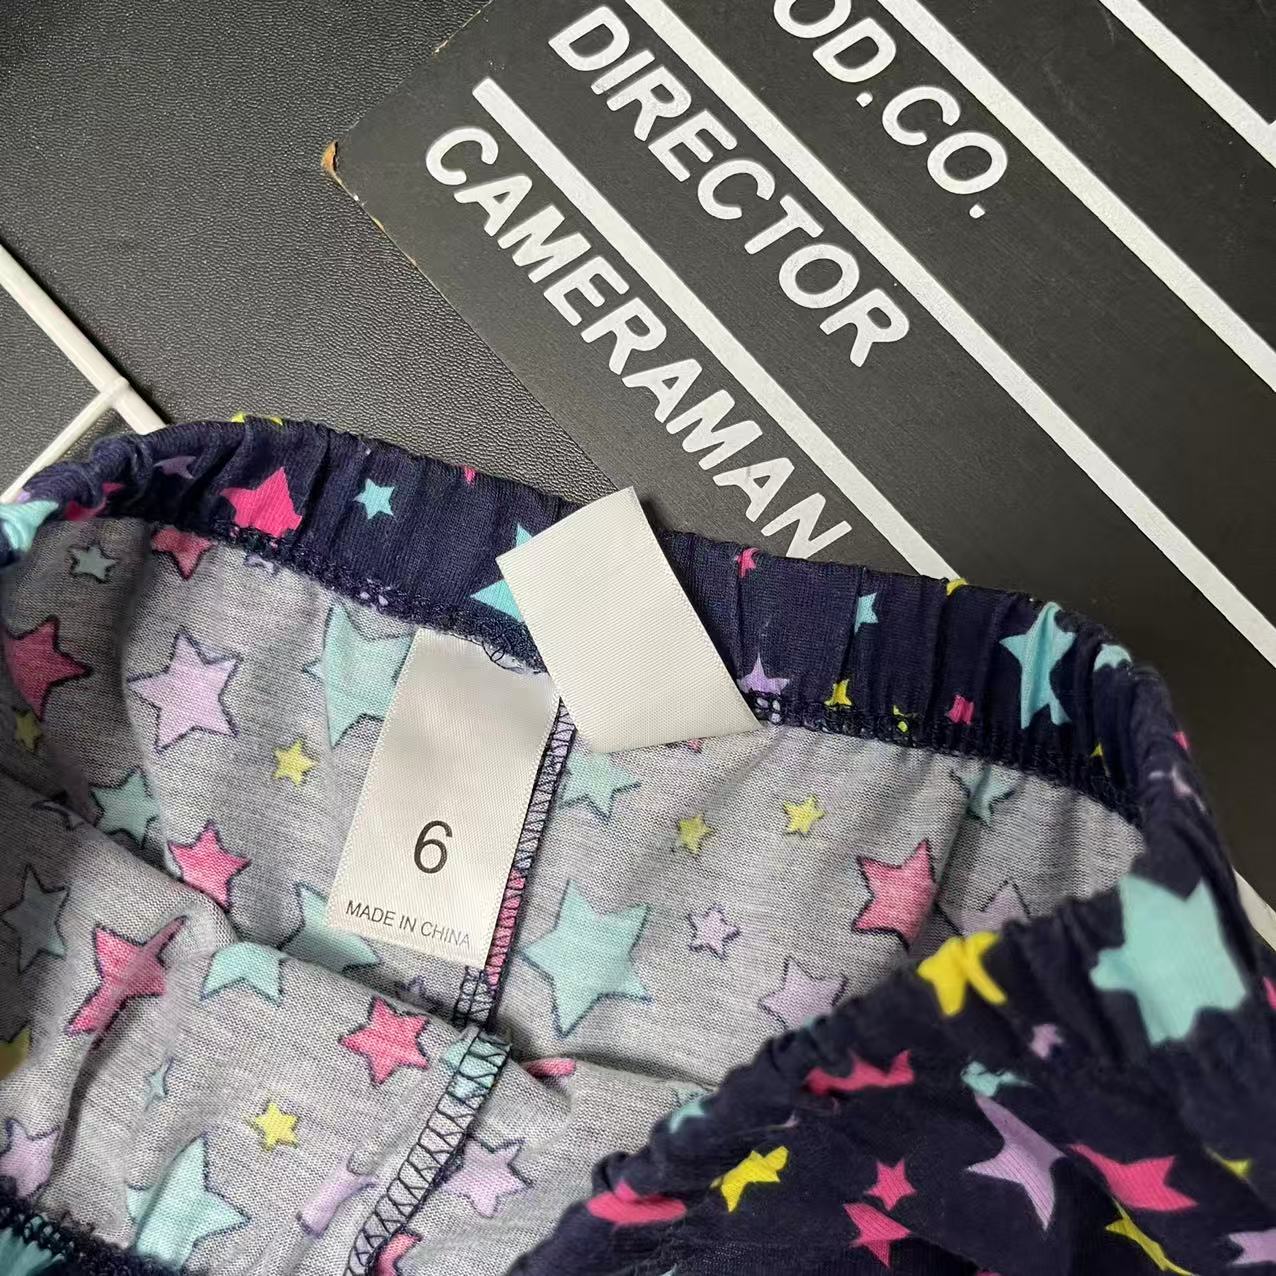 OD.CO.
DIRECTOR
CAMERAMAN
6
MADE IN CHINA